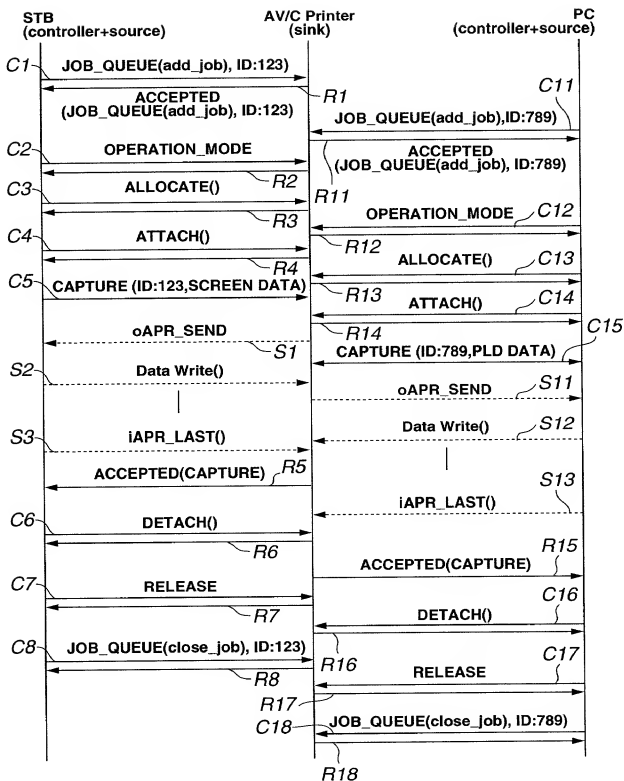 STB
(controller+source)
AV/C Printer
(sink)
PC
(controller+source)
C1
JOB_QUEUE(add_job), ID:123
R1
ACCEPTED
(JOB_QUEUE(add_job), ID:123)
C11
JOB_QUEUE(add_job),ID:789)
ACCEPTED
(JOB_QUEUE(add_job), ID:789)
R11
C2
OPERATION_MODE
R2
C3
ALLOCATE()
R3
OPERATION_MODE
C12
R12
C4
ATTACH()
R4
ALLOCATE()
C13
R13
C5
CAPTURE (ID:123,SCREEN DATA)
ATTACH()
C14
R14
oAPR_SEND
S1
CAPTURE (ID:789,PLD DATA)
C15
S2
Data Write()
oAPR_SEND
S11
Data Write()
S12
S3
iAPR_LAST()
ACCEPTED(CAPTURE)
R5
iAPR_LAST()
S13
C6
DETACH()
R6
ACCEPTED(CAPTURE)
R15
C7
RELEASE
R7
DETACH()
C16
R16
C8
JOB_QUEUE(close_job), ID:123
R8
RELEASE
C17
R17
C18
JOB_QUEUE(close_job), ID:789)
R18